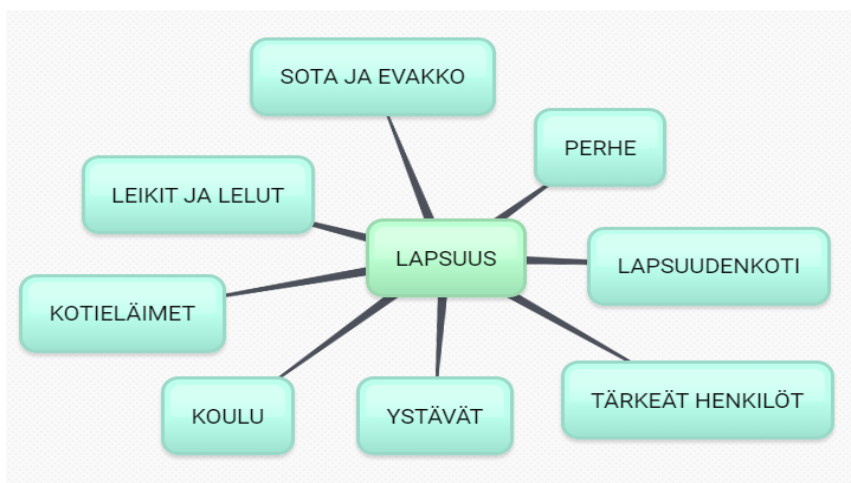 SOTA JA EVAKKO
PERHE
LEIKIT JA LELUT
LAPSUUS
LAPSUUDENKOTI
KOTIELÄIMET
TÄRKEÄT HENKILÖT
KOULU
YSTÄVÄT